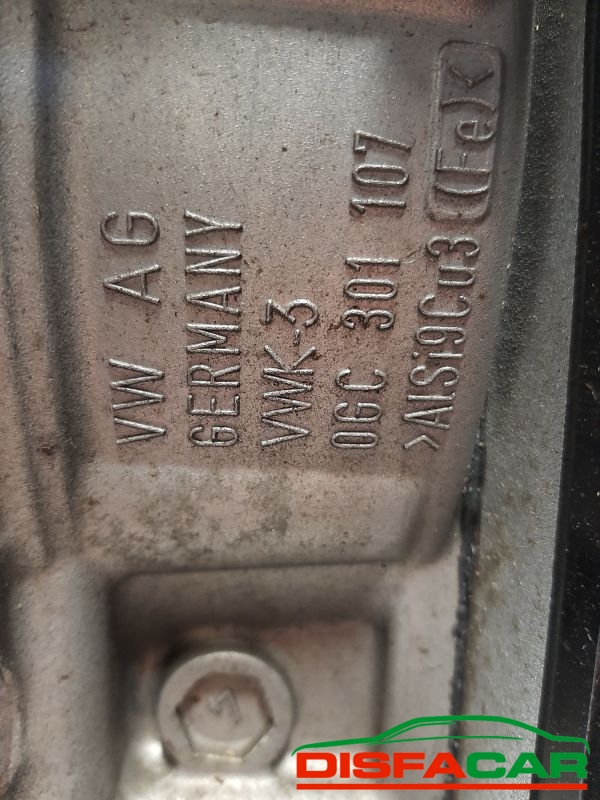 VW AG
GERMANY
VWK-3
0GC 301 107
>AlSi9Cu3(Fe)<
DISFACAR